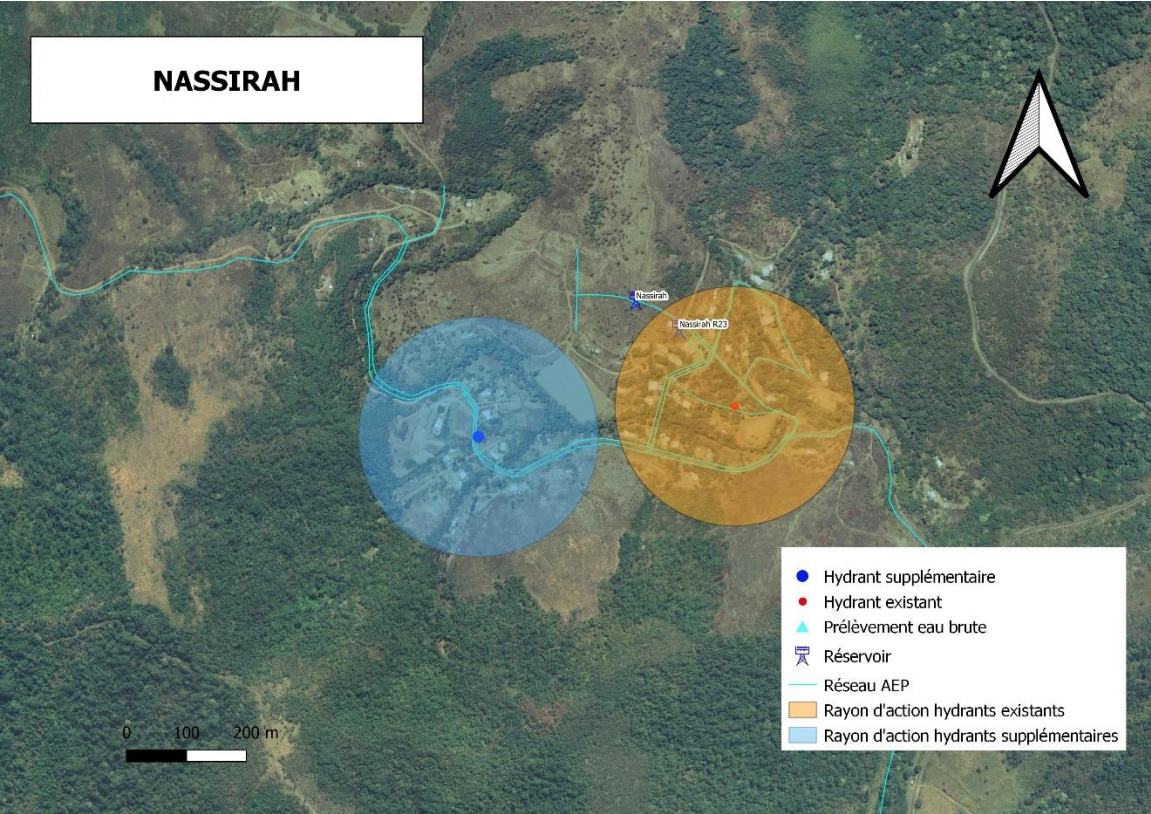 NASSIRAH
Nassirah
Nassirah R23
Hydrant supplémentaire
Hydrant existant
Prélèvement eau brute
Réservoir
Réseau AEP
Rayon d'action hydrants existants
Rayon d'action hydrants supplémentaires
0 100 200 m